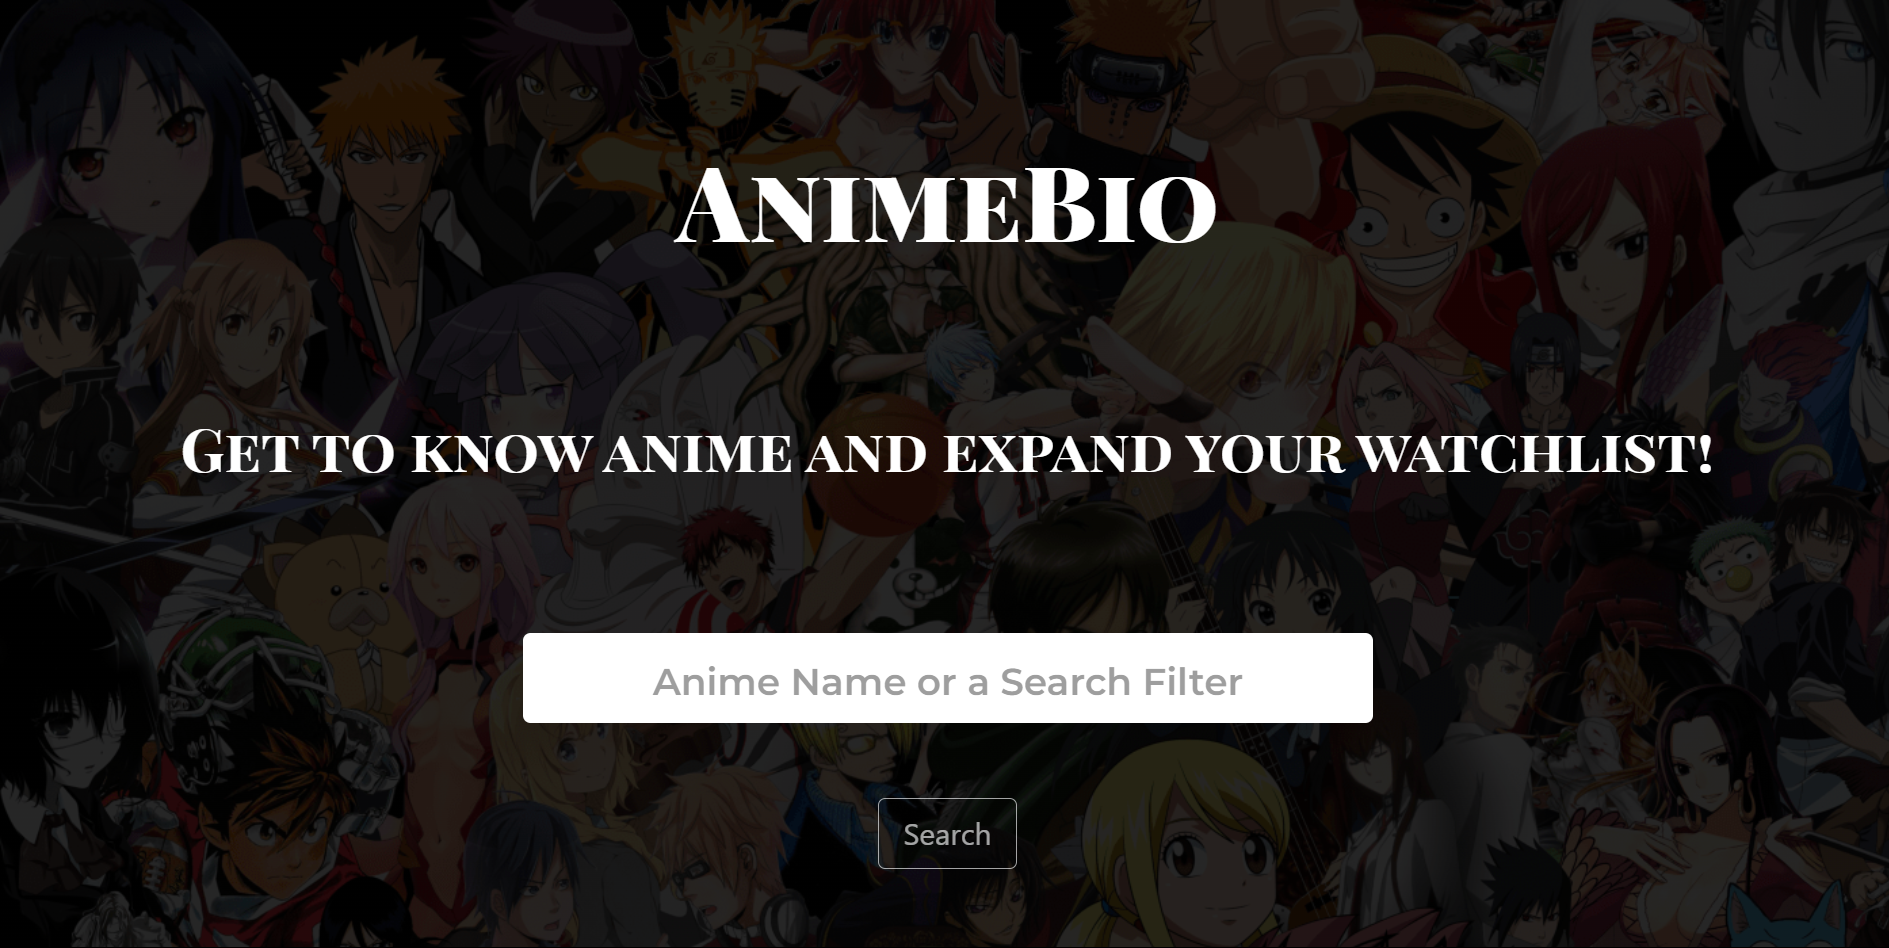 AnimeBio
Get to know anime and expand your watchlist!
Anime Name or a Search Filter
Search